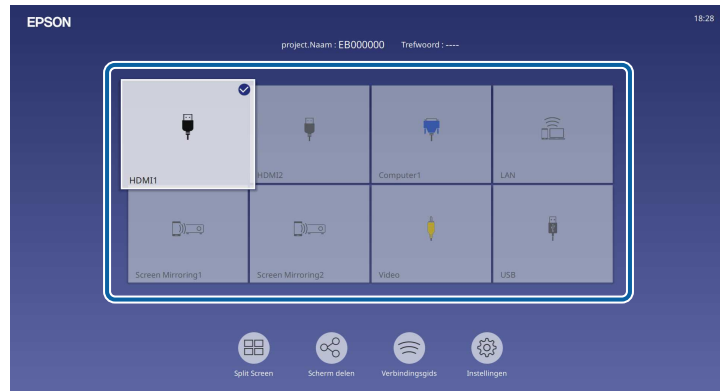 EPSON
18:28
project.Naam : EB000000 Trefwoord : ----
HDMI1
HDMI2
Computer1
LAN
Screen Mirroring1
Screen Mirroring2
Video
USB
Split Screen
Scherm delen
Verbindingsgids
Instellingen